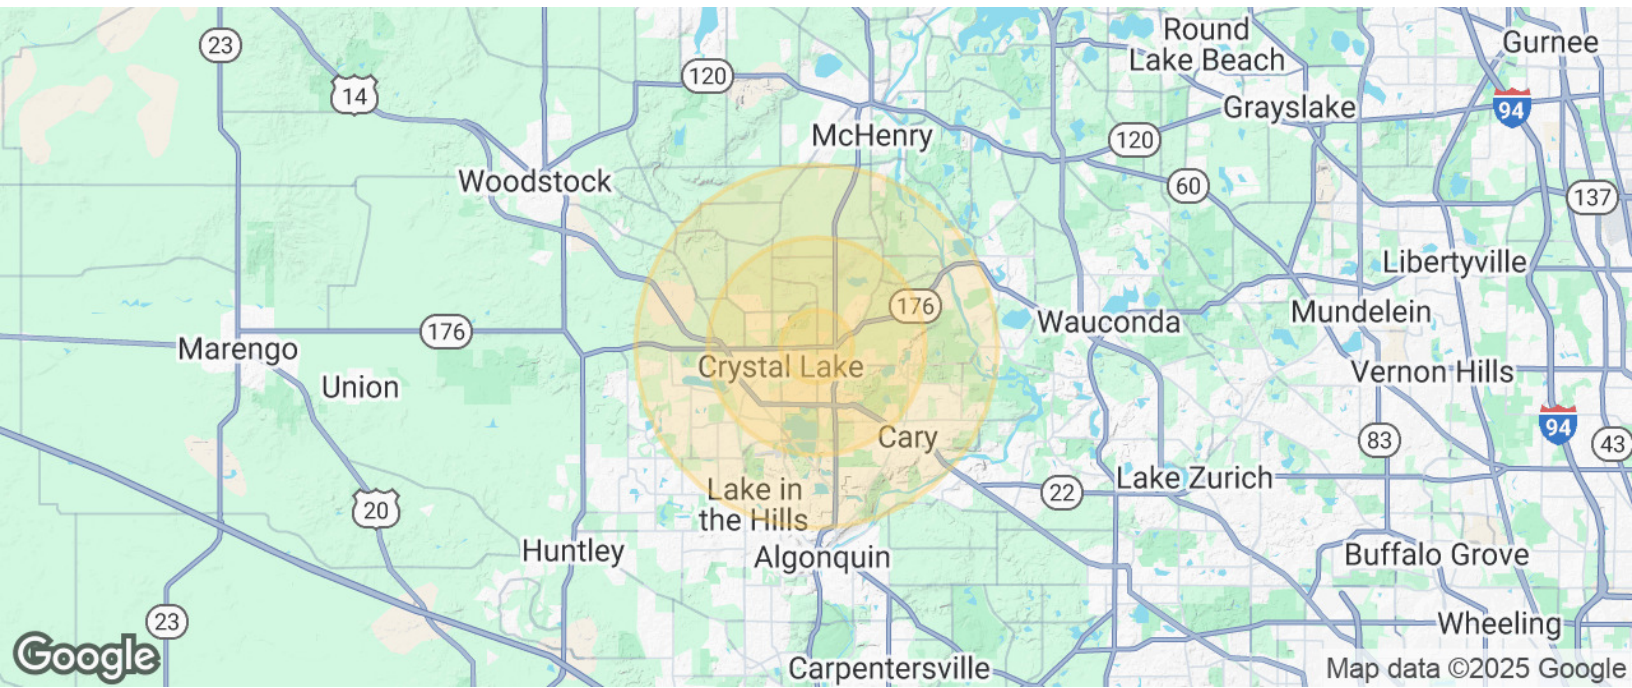 Round
Lake Beach
Gurnee
23
14
120
94
Grayslake
McHenry
120
Woodstock
60
137
Libertyville
176
Mundelein
Wauconda
176
Marengo
Crystal Lake
Vernon Hills
Union
94
Cary
83
43
Lake in
the Hills
22
Lake Zurich
20
Huntley
Algonquin
Buffalo Grove
23
Wheeling
Google
Carpentersville
Map data ©2025 Google